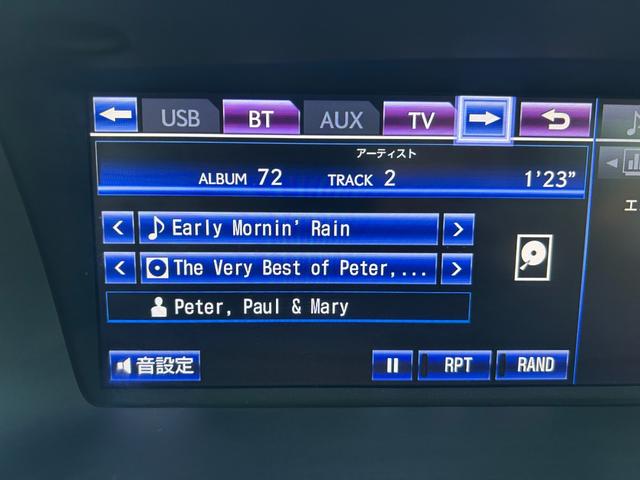 USB BT AUX TV
アーティスト
ALBUM 72 TRACK 2 1'23"
Early Mornin' Rain
The Very Best of Peter,...
エ
Peter, Paul & Mary
音設定 RPT RAND